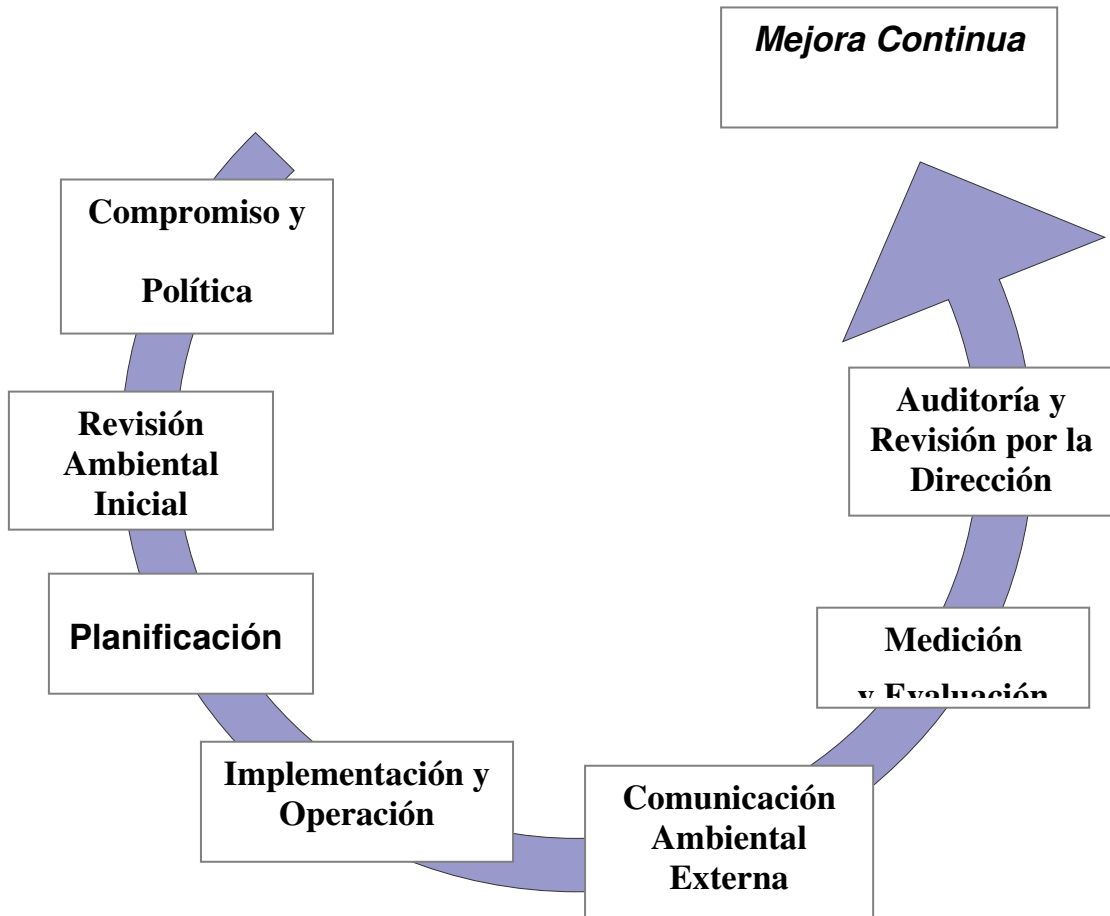 Mejora Continua
Compromiso y
Política
Revisión
Ambiental
Inicial
Planificación
Implementación y
Operación
Comunicación
Ambiental
Externa
Medición
y Evaluación
Auditoría y
Revisión por la
Dirección